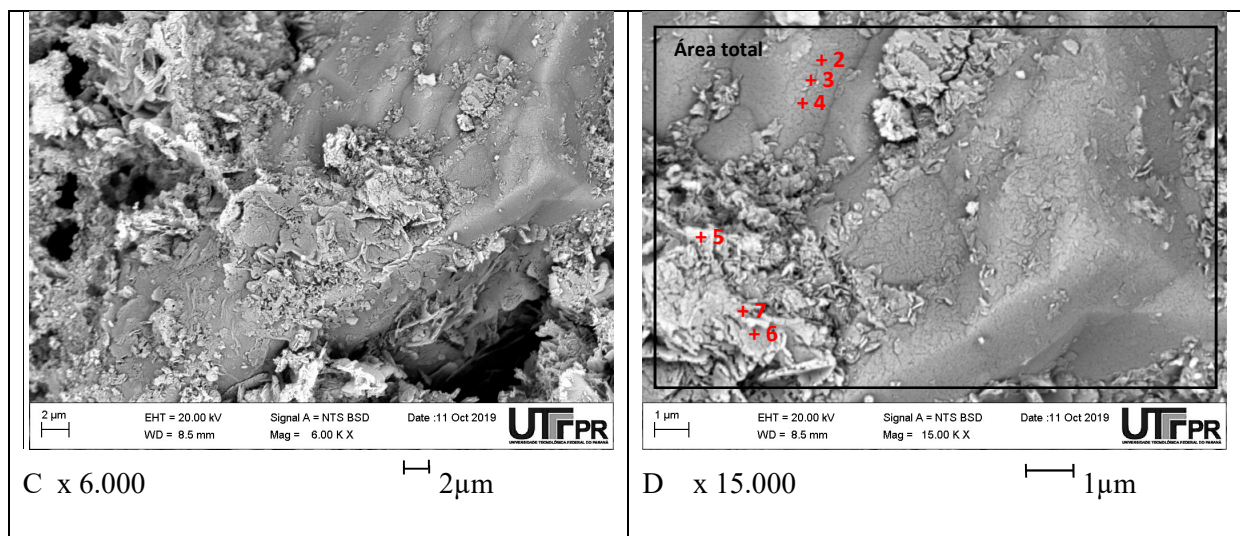 2 µm
EHT = 20.00 kV
Signal A = NTS BSD
Date :11 Oct 2019
WD = 8.5 mm
Mag = 6.00 K X
UTFPR
UNIVERSIDADE TECNOLÓGICA FEDERAL DO PARANÁ
C x 6.000
2µm
Área total
+ 2
+ 3
+ 4
+ 5
+ 7
+ 6
1 µm
EHT = 20.00 kV
Signal A = NTS BSD
Date :11 Oct 2019
WD = 8.5 mm
Mag = 15.00 K X
UTFPR
UNIVERSIDADE TECNOLÓGICA FEDERAL DO PARANÁ
D x 15.000
1µm